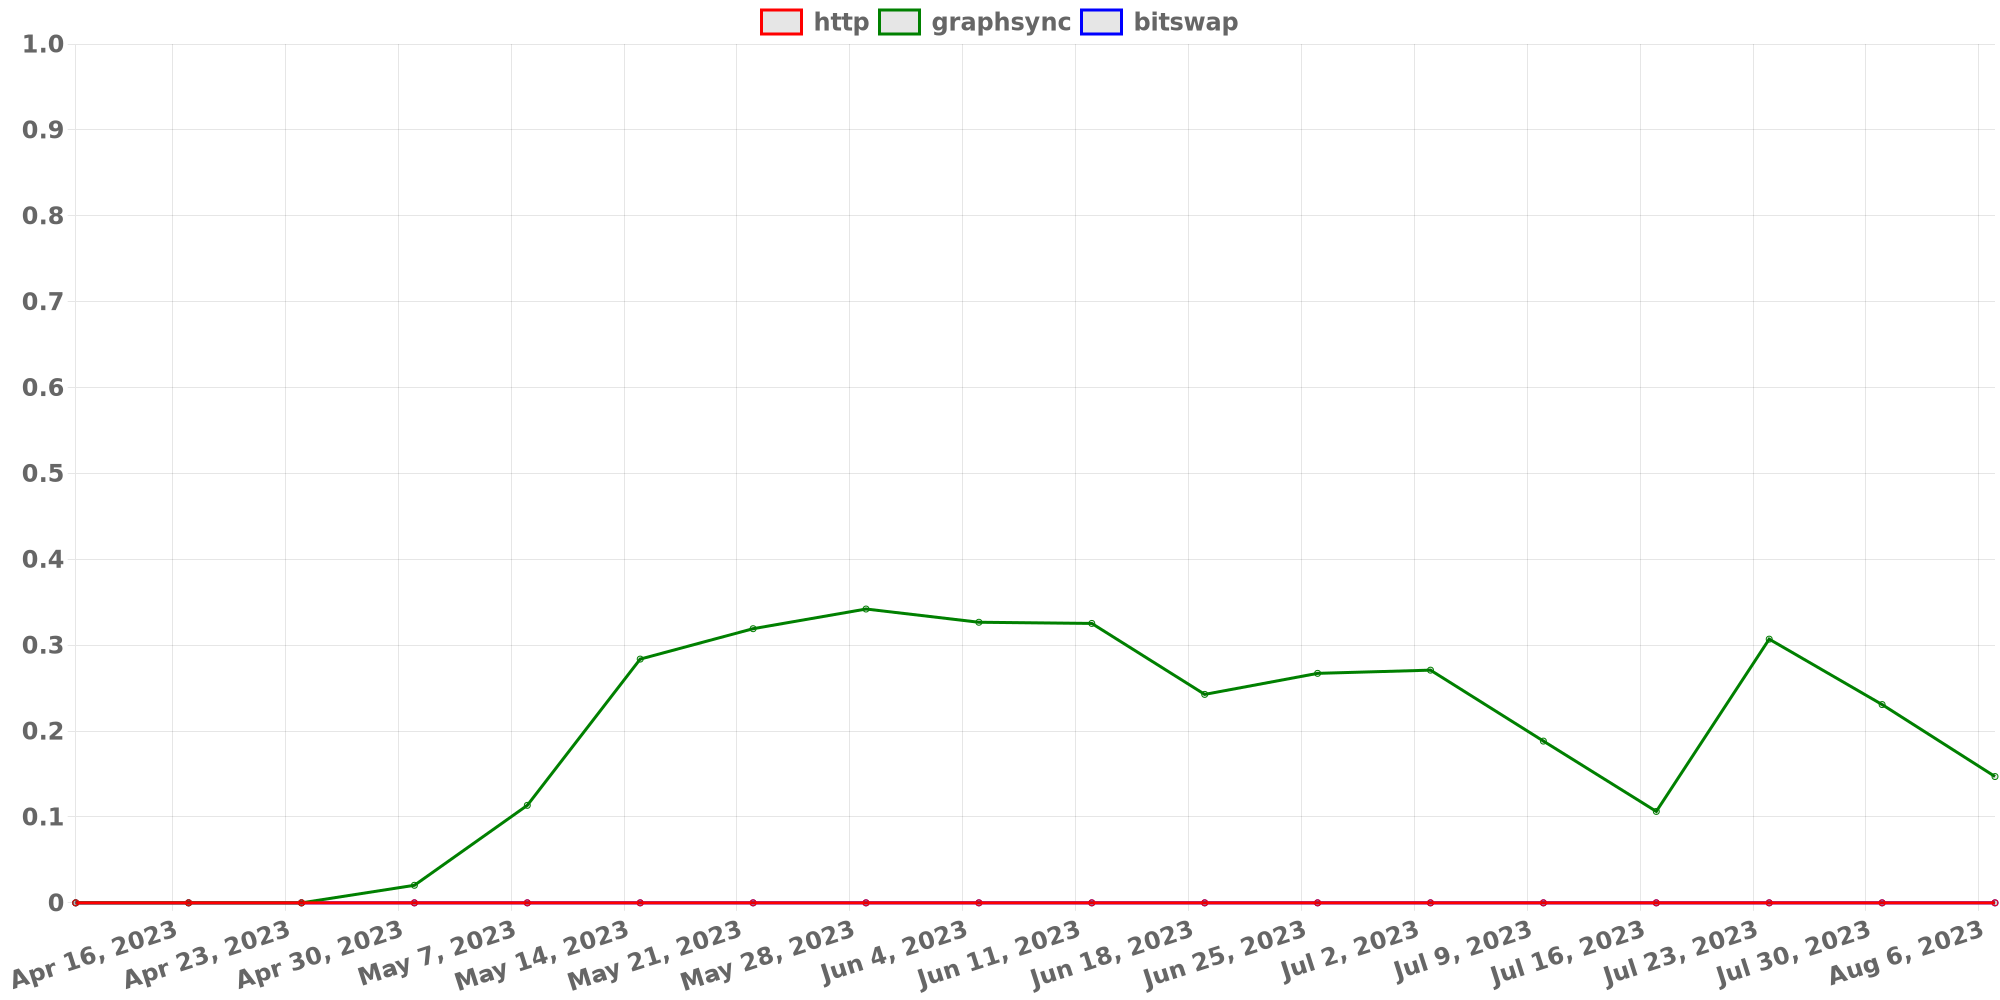 http graphsync bitswap
1.0
0.9
0.8
0.7
0.6
0.5
0.4
0.3
0.2
0.1
0
Apr 16, 2023
Apr 23, 2023
Apr 30, 2023
May 7, 2023
May 14, 2023
May 21, 2023
May 28, 2023
Jun 4, 2023
Jun 11, 2023
Jun 18, 2023
Jun 25, 2023
Jul 2, 2023
Jul 9, 2023
Jul 16, 2023
Jul 23, 2023
Jul 30, 2023
Aug 6, 2023